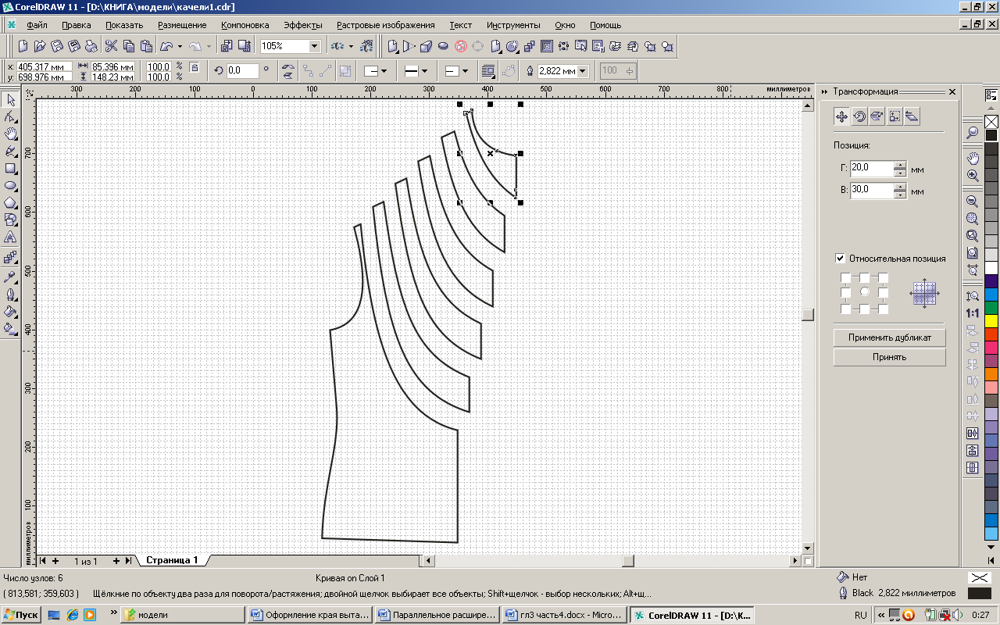 CorelDRAW 11 - [D:\КНИГА\модели\качели1.cdr]
Файл Правка Показать Размещение Компоновка Эффекты Растровые изображения Текст Инструменты Окно Помощь
105%
x: 405.317 мм 85.396 мм 100.0 % 0,0 ° 2,822 мм 100
y: 698.976 мм 148.23 мм 100.0 %
300 200 100 0 100 200 300 400 500 600 700 800 миллиметров
Трансформация
700
600
500
400
300
200
100
миллиметров
Позиция:
Г: 20,0 мм
В: 30,0 мм
Относительная позиция
Применить дубликат
Принять
1:1
1 из 1 Страница 1
Число узлов: 6 Кривая on Слой 1 Нет
( 813,581; 359,603 ) Щёлкние по объекту два раза для поворота/растяжения; двойной щелчок выбирает все объекты; Shift+щелчок - выбор нескольких; Alt+щ... Black 2,822 миллиметров
Пуск » модели Оформление края выта... Параллельное расшире... гл3 часть4.docx - Micro... CorelDRAW 11 - [D:\К... RU « 0:27